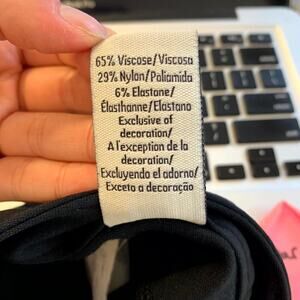 65% Viscose/Viscosa
29% Nylon/Poliamida
6% Elastane/
Élasthanne/Elastano
Exclusive of
decoration/
A l'exception de la
decoration/
Excluyendo el adorno/
Exceto a decoração